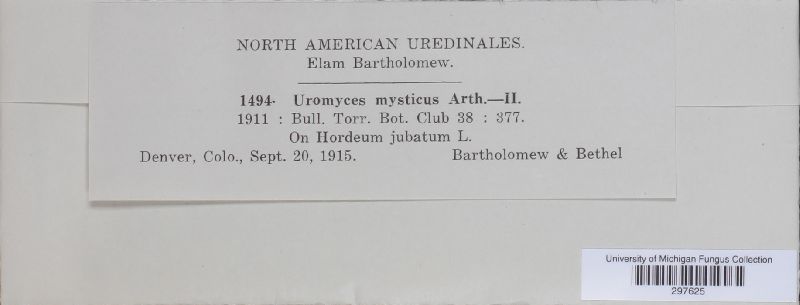 NORTH AMERICAN UREDINALES.
Elam Bartholomew.
1494· Uromyces mysticus Arth.—II.
1911 : Bull. Torr. Bot. Club 38 : 377.
On Hordeum jubatum L.
Denver, Colo., Sept. 20, 1915. Bartholomew & Bethel
University of Michigan Fungus Collection
297625